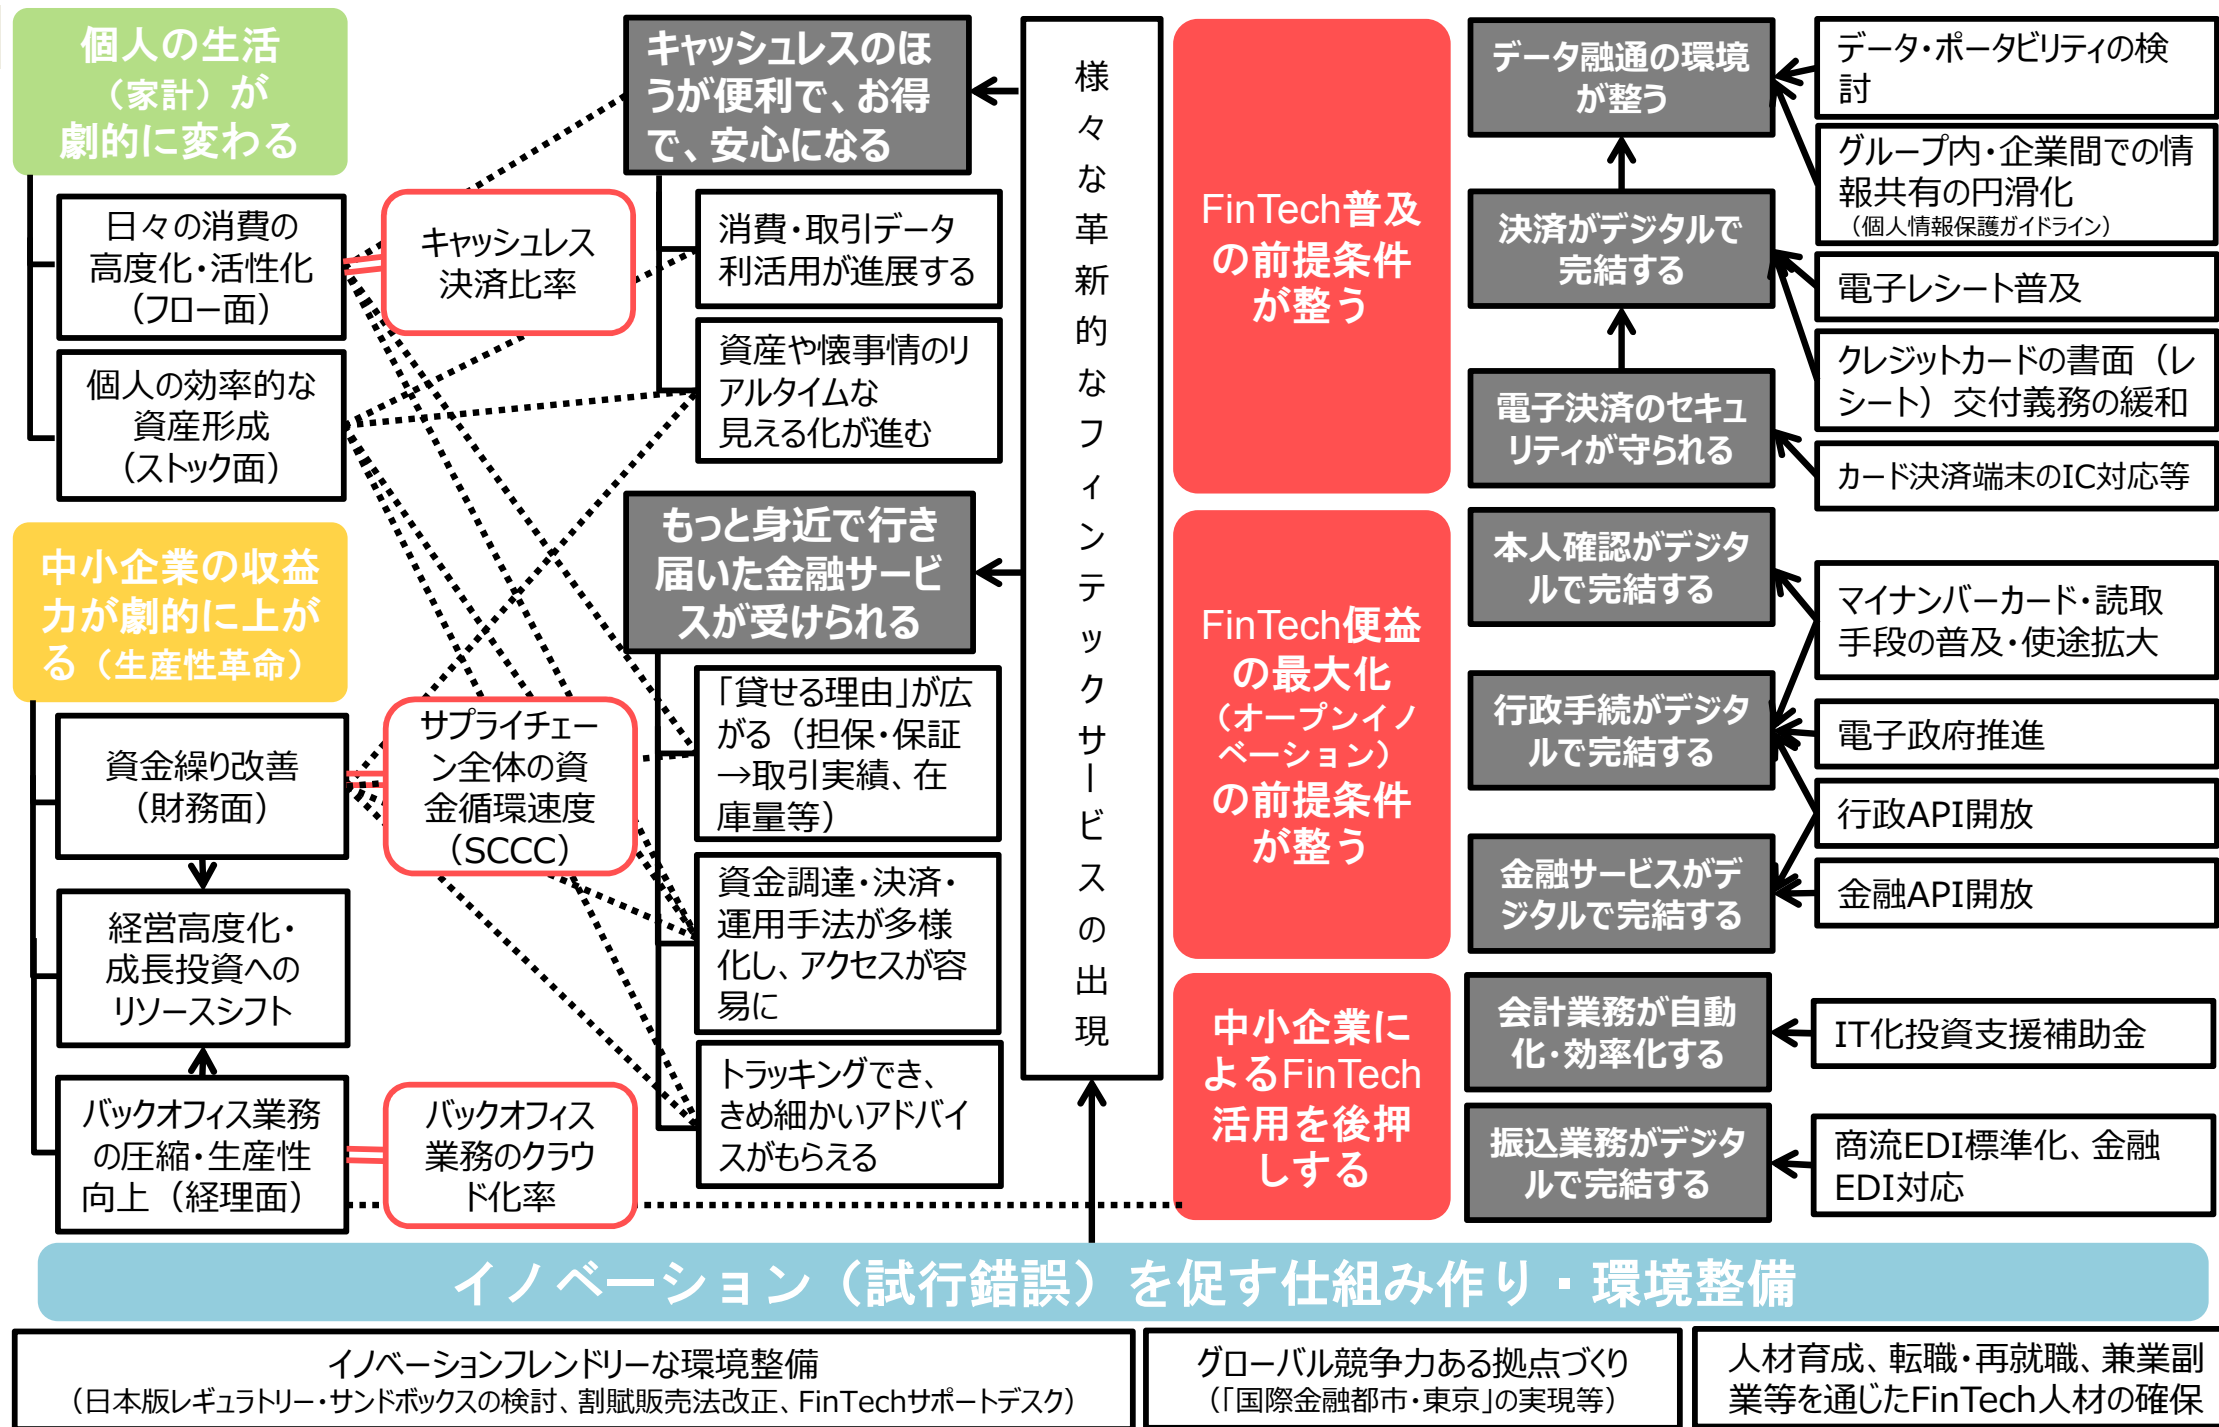 個人の生活
（家計）が
劇的に変わる
日々の消費の
高度化・活性化
（フロー面）
個人の効率的な
資産形成
（ストック面）
中小企業の収益
力が劇的に上が
る（生産性革命）
資金繰り改善
（財務面）
経営高度化・
成長投資への
リソースシフト
バックオフィス業務
の圧縮・生産性
向上（経理面）
キャッシュレス
決済比率
サプライチェー
ン全体の資
金循環速度
（SCCC）
バックオフィス
業務のクラウ
ド化率
キャッシュレスのほ
うが便利で、お得
で、安心になる
消費・取引データ
利活用が進展する
資産や懐事情のリ
アルタイムな
見える化が進む
もっと身近で行き
届いた金融サービ
スが受けられる
「貸せる理由」が広
がる（担保・保証
→取引実績、在
庫量等）
資金調達・決済・
運用手法が多様
化し、アクセスが容
易に
トラッキングでき、
きめ細かいアドバイ
スがもらえる
様々な革新的なフィンテックサービスの出現
FinTech普及
の前提条件
が整う
FinTech便益
の最大化
（オープンイノ
ベーション）
の前提条件
が整う
中小企業に
よるFinTech
活用を後押
しする
データ融通の環境
が整う
決済がデジタルで
完結する
電子決済のセキュ
リティが守られる
本人確認がデジタ
ルで完結する
行政手続がデジタ
ルで完結する
金融サービスがデ
ジタルで完結する
会計業務が自動
化・効率化する
振込業務がデジタ
ルで完結する
データ・ポータビリティの検
討
グループ内・企業間での情
報共有の円滑化
（個人情報保護ガイドライン）
電子レシート普及
クレジットカードの書面（レ
シート）交付義務の緩和
カード決済端末のIC対応等
マイナンバーカード・読取
手段の普及・使途拡大
電子政府推進
行政API開放
金融API開放
IT化投資支援補助金
商流EDI標準化、金融
EDI対応
イノベーション（試行錯誤）を促す仕組み作り・環境整備
イノベーションフレンドリーな環境整備
（日本版レギュラトリー・サンドボックスの検討、割賦販売法改正、FinTechサポートデスク）
グローバル競争力ある拠点づくり
（「国際金融都市・東京」の実現等）
人材育成、転職・再就職、兼業副
業等を通じたFinTech人材の確保